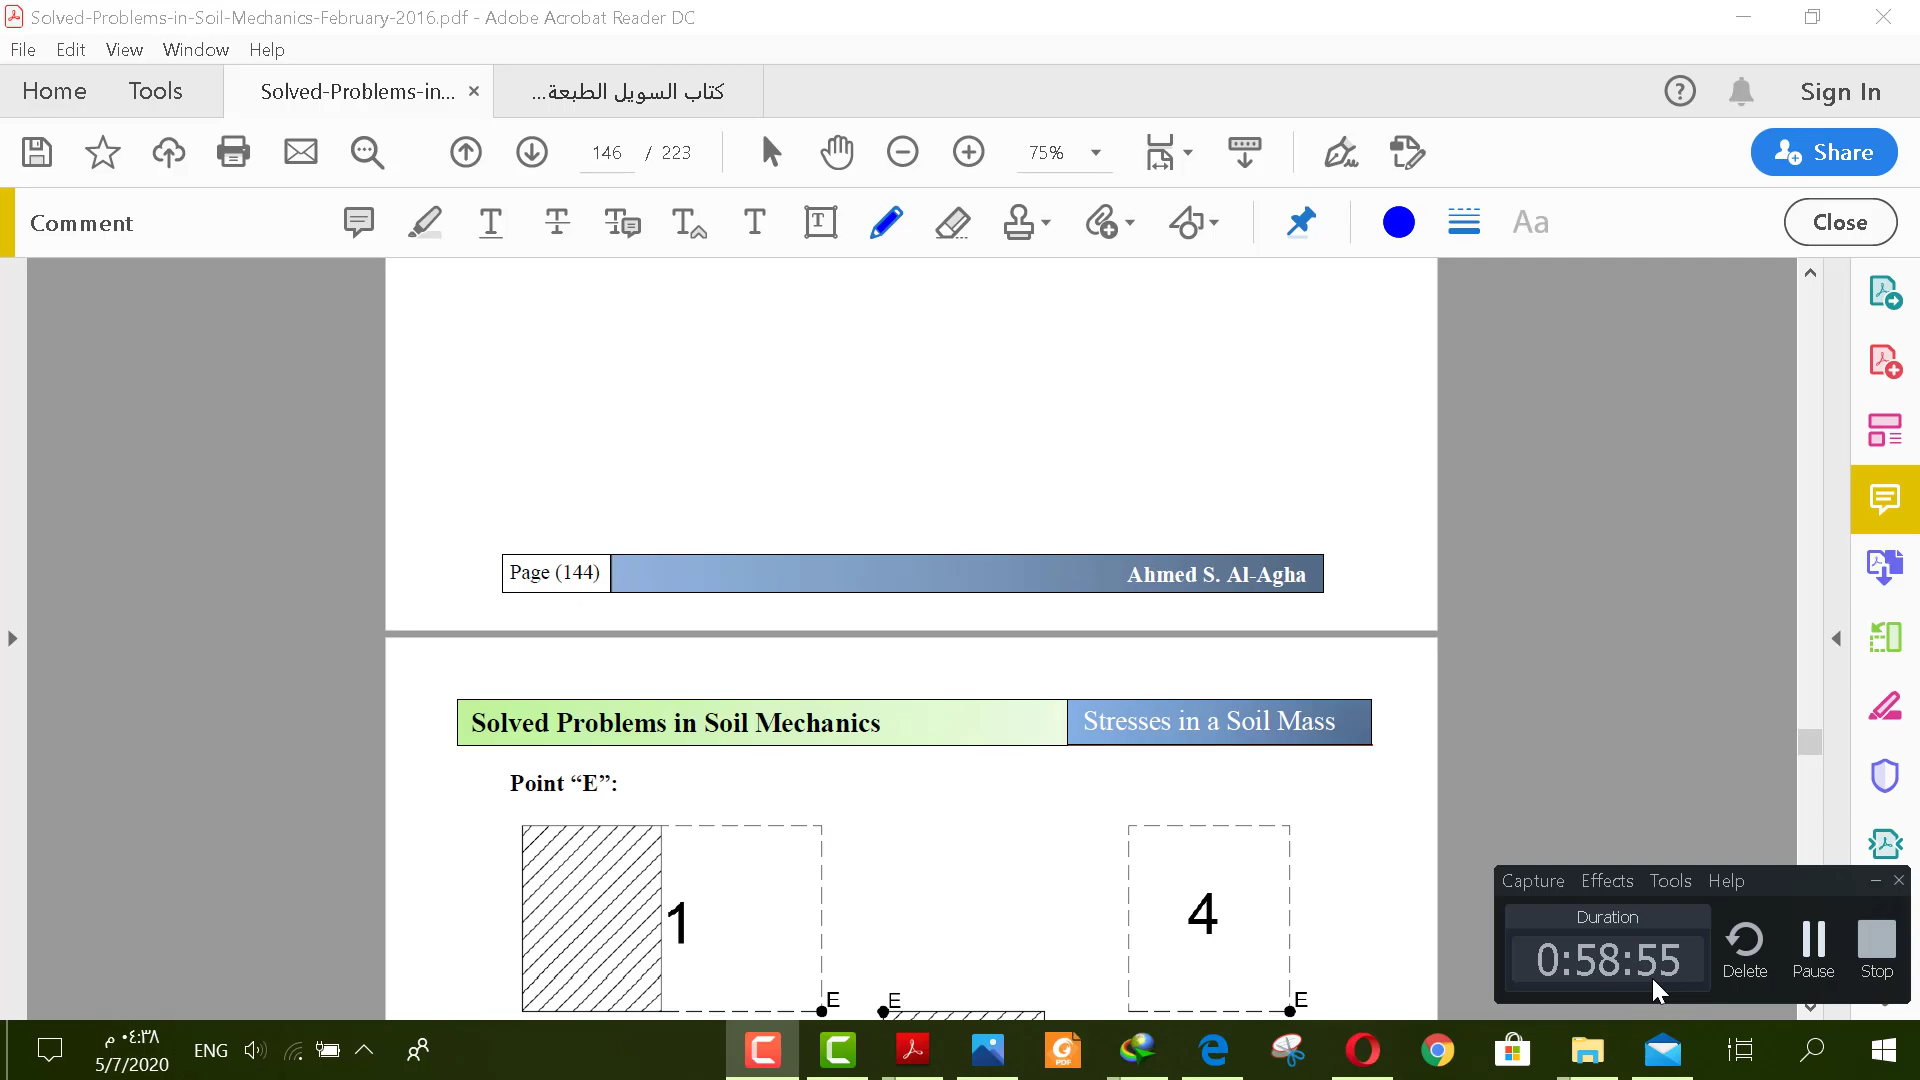 Solved-Problems-in-Soil-Mechanics-February-2016.pdf - Adobe Acrobat Reader DC
File Edit View Window Help
Home Tools Solved-Problems-in... × كتاب السويل الطبعة... Sign In
146 / 223 75% Share
Comment T T T T T T Aa Close
Page (144) Ahmed S. Al-Agha
Solved Problems in Soil Mechanics Stresses in a Soil Mass
Point “E”:
1 4
E E E
Capture Effects Tools Help
Duration
0:58:55
Delete Pause Stop
ENG ٠٤:٣٨ م
5/7/2020
PDF